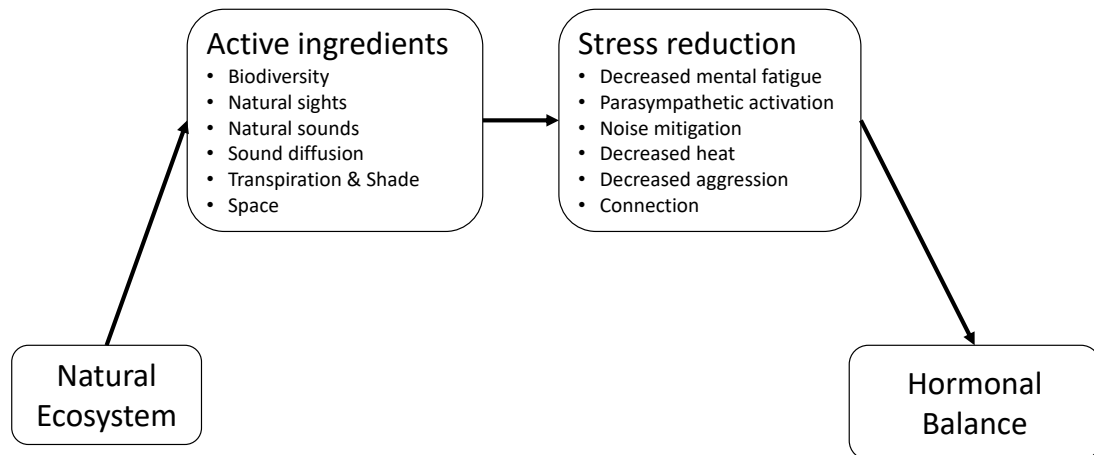 Active ingredients
• Biodiversity
• Natural sights
• Natural sounds
• Sound diffusion
• Transpiration & Shade
• Space
Stress reduction
• Decreased mental fatigue
• Parasympathetic activation
• Noise mitigation
• Decreased heat
• Decreased aggression
• Connection
Natural
Ecosystem
Hormonal
Balance